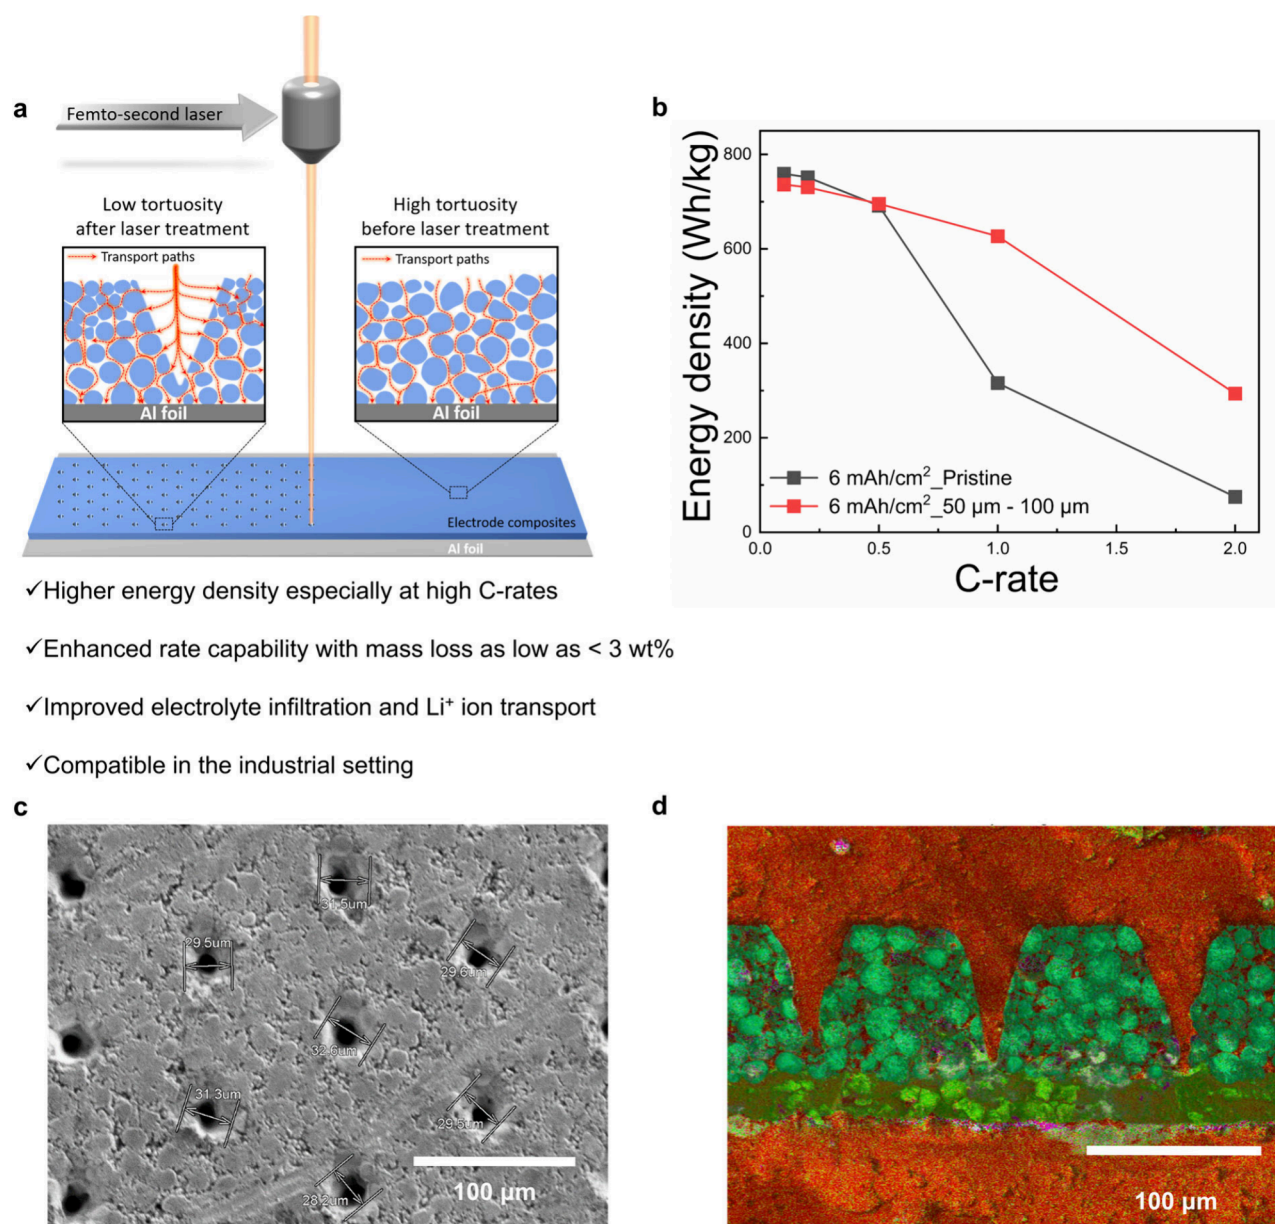 a
Femto-second laser
Low tortuosity
after laser treatment
High tortuosity
before laser treatment
Transport paths
Transport paths
Al foil
Al foil
Electrode composites
Al foil
✓Higher energy density especially at high C-rates
✓Enhanced rate capability with mass loss as low as < 3 wt%
✓Improved electrolyte infiltration and Li⁺ ion transport
✓Compatible in the industrial setting
b
Energy density (Wh/kg)
800
600
400
200
0
6 mAh/cm²_Pristine
6 mAh/cm²_50 µm - 100 µm
0.0 0.5 1.0 1.5 2.0
C-rate
c
31.5um
29.5um
29.6um
32.6um
31.3um
29.5um
28.2um
100 µm
d
100 µm